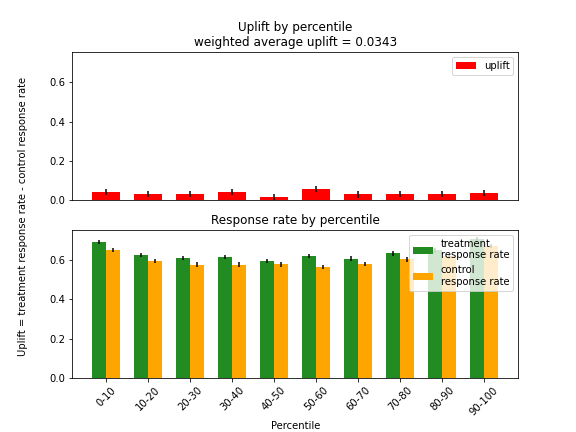 Uplift by percentile
weighted average uplift = 0.0343
uplift
0.6
0.4
0.2
0.0
Uplift = treatment response rate - control response rate
Response rate by percentile
treatment
response rate
control
response rate
0.6
0.4
0.2
0.0
0-10
10-20
20-30
30-40
40-50
50-60
60-70
70-80
80-90
90-100
Percentile